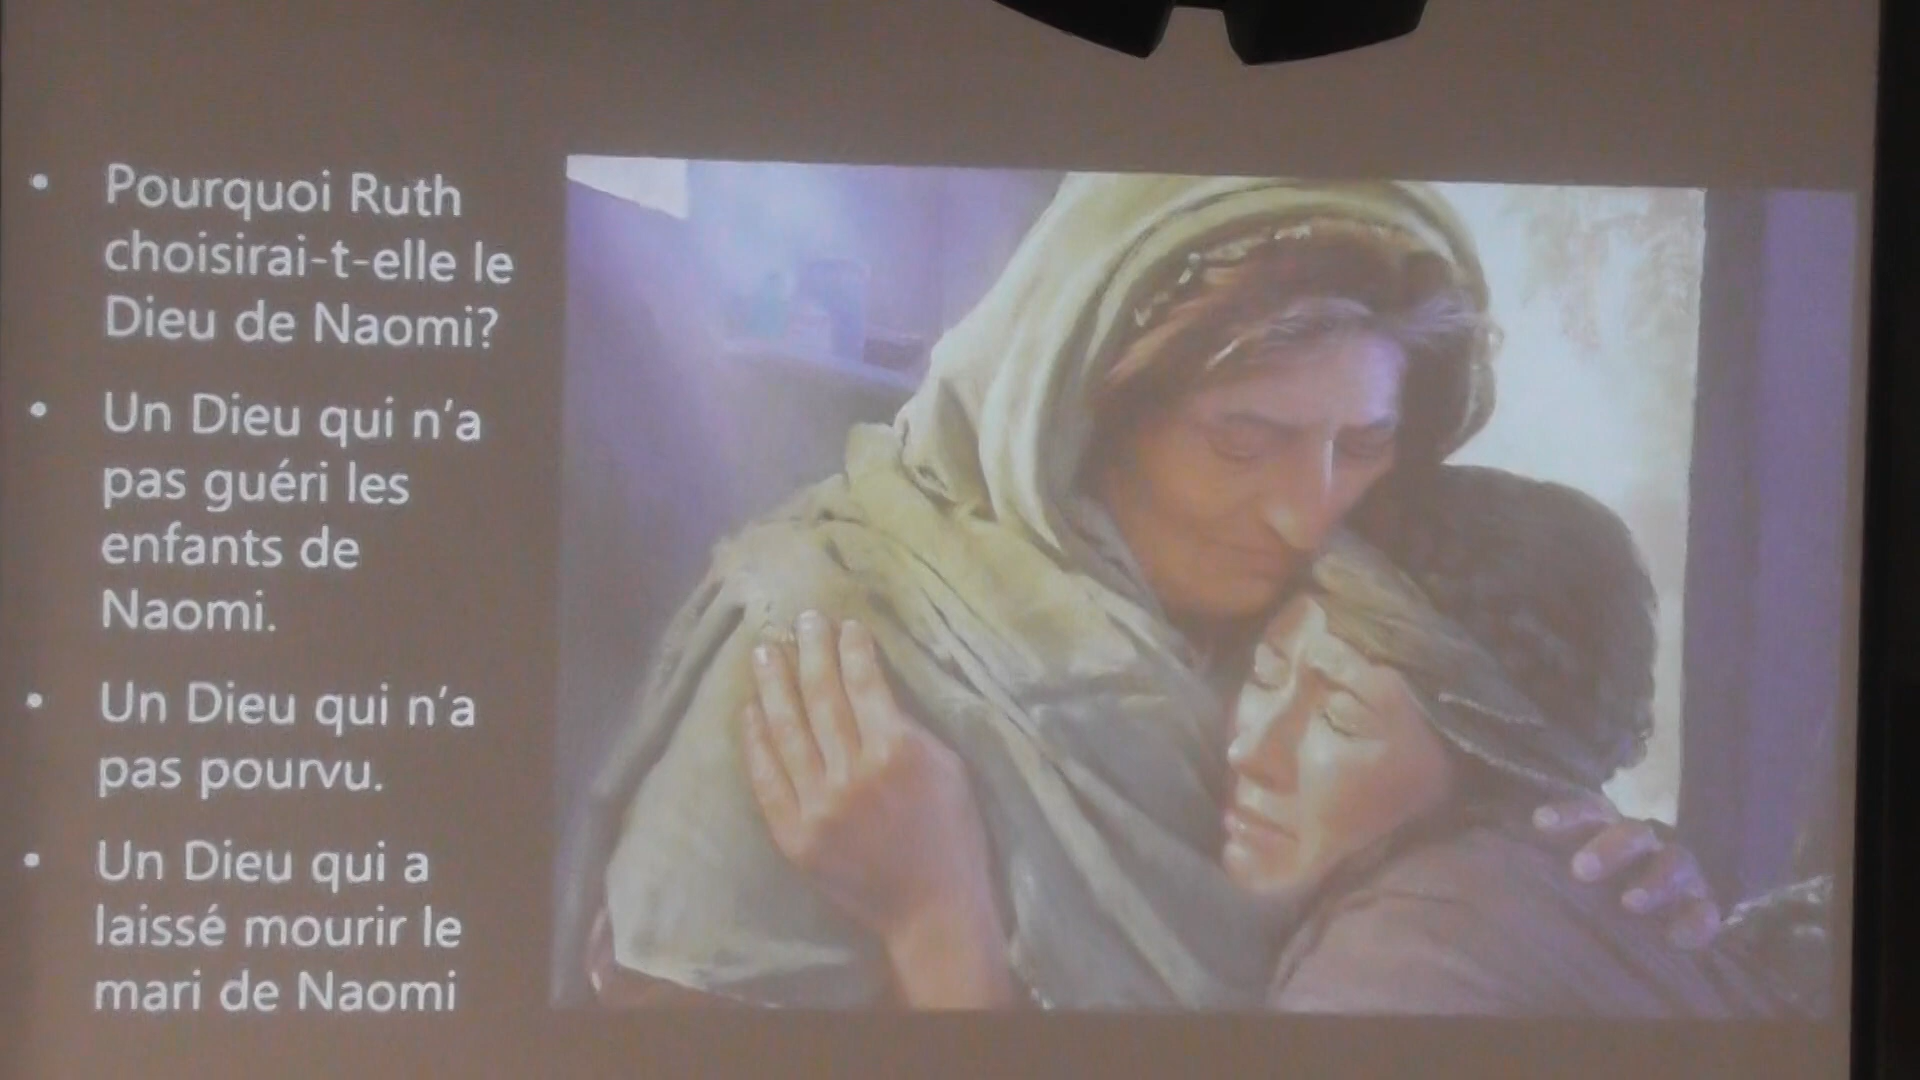 • Pourquoi Ruth
choisirai-t-elle le
Dieu de Naomi?
• Un Dieu qui n'a
pas guéri les
enfants de
Naomi.
• Un Dieu qui n'a
pas pourvu.
• Un Dieu qui a
laissé mourir le
mari de Naomi